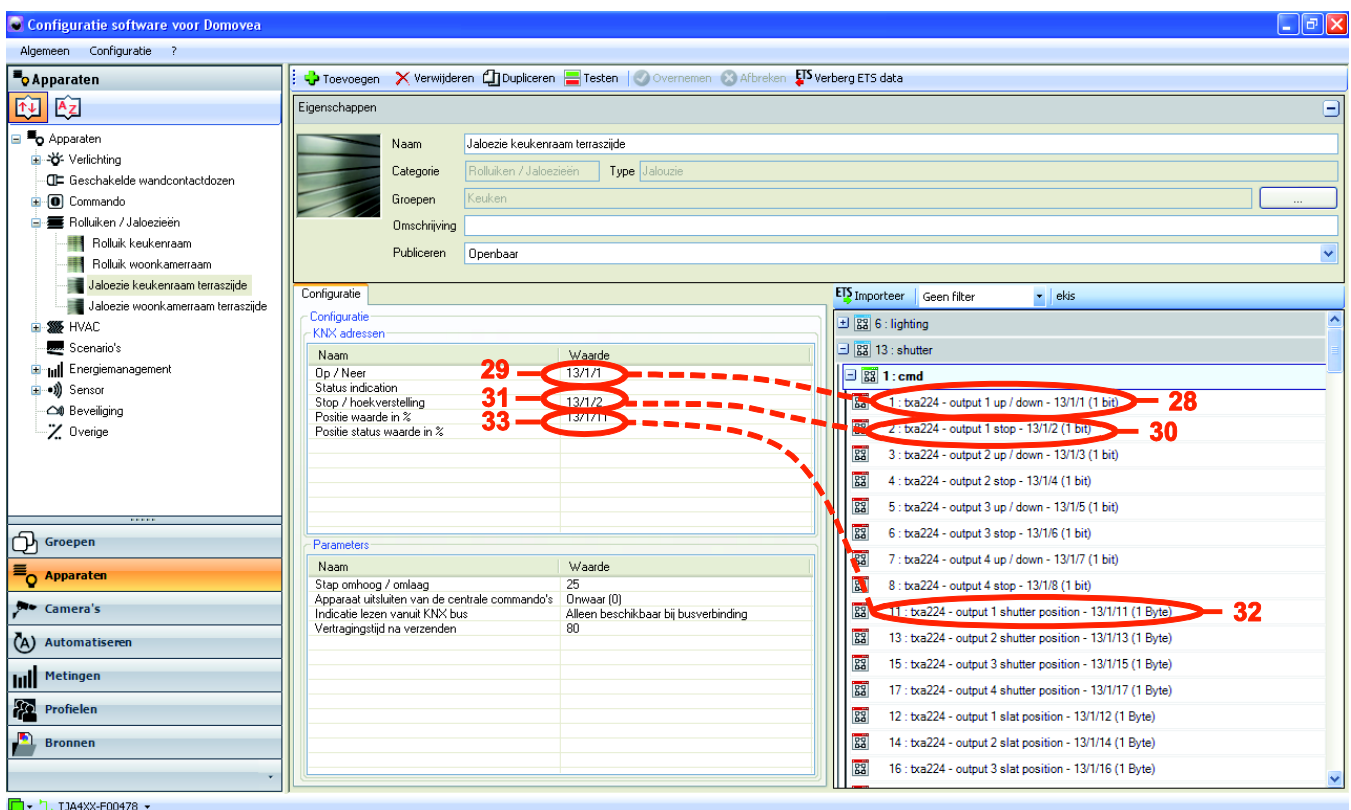 Configuratie software voor Domovea
Algemeen Configuratie ?
Apparaten
Toevoegen Verwijderen Dupliceren Testen Overnemen Afbreken ETS Verberg ETS data
A Z
Apparaten
Verlichting
Geschakelde wandcontactdozen
Commando
Rolluiken / Jaloezieën
Rolluik keukenraam
Rolluik woonkamerraam
Jaloezie keukenraam terraszijde
Jaloezie woonkamerraam terraszijde
HVAC
Scenario's
Energiemanagement
Sensor
Beveiliging
Overige
Groepen
Apparaten
Camera's
Automatiseren
Metingen
Profielen
Bronnen
Eigenschappen
Naam Jaloezie keukenraam terraszijde
Categorie Rolluiken / Jaloezieën Type Jalouzie
Groepen Keuken ...
Omschrijving
Publiceren Openbaar
Configuratie
Configuratie
KNX adressen
Naam Waarde
Op / Neer 29 13/1/1
Status indication
Stop / hoekverstelling 31 13/1/2
Positie waarde in % 33 13/1/11
Positie status waarde in %
Parameters
Naam Waarde
Stap omhoog / omlaag 25
Apparaat uitsluiten van de centrale commando's Onwaar (0)
Indicatie lezen vanuit KNX bus Alleen beschikbaar bij busverbinding
Vertragingstijd na verzenden 80
ETS Importeer Geen filter ekis
6 : lighting
13 : shutter
1 : cmd
1 : txa224 - output 1 up / down - 13/1/1 (1 bit) 28
2 : txa224 - output 1 stop - 13/1/2 (1 bit) 30
3 : txa224 - output 2 up / down - 13/1/3 (1 bit)
4 : txa224 - output 2 stop - 13/1/4 (1 bit)
5 : txa224 - output 3 up / down - 13/1/5 (1 bit)
6 : txa224 - output 3 stop - 13/1/6 (1 bit)
7 : txa224 - output 4 up / down - 13/1/7 (1 bit)
8 : txa224 - output 4 stop - 13/1/8 (1 bit)
11 : txa224 - output 1 shutter position - 13/1/11 (1 Byte) 32
13 : txa224 - output 2 shutter position - 13/1/13 (1 Byte)
15 : txa224 - output 3 shutter position - 13/1/15 (1 Byte)
17 : txa224 - output 4 shutter position - 13/1/17 (1 Byte)
12 : txa224 - output 1 slat position - 13/1/12 (1 Byte)
14 : txa224 - output 2 slat position - 13/1/14 (1 Byte)
16 : txa224 - output 3 slat position - 13/1/16 (1 Byte)
TJA4XX-E00478